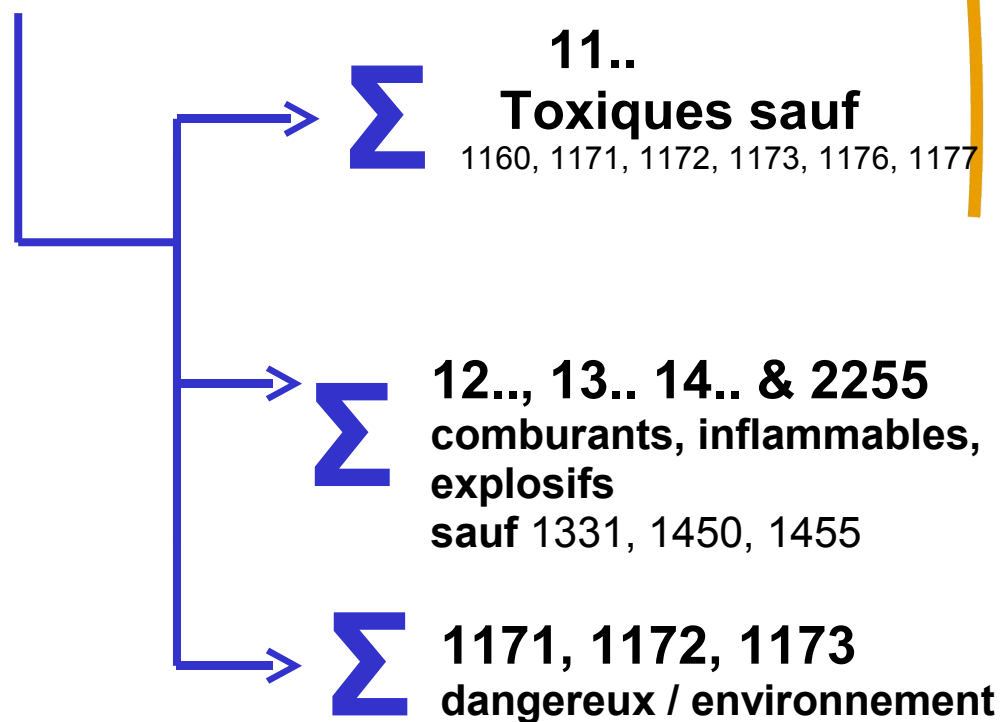 11..
Σ Toxiques sauf
1160, 1171, 1172, 1173, 1176, 1177
Σ 12.., 13.. 14.. & 2255
comburants, inflammables,
explosifs
sauf 1331, 1450, 1455
Σ 1171, 1172, 1173
dangereux / environnement